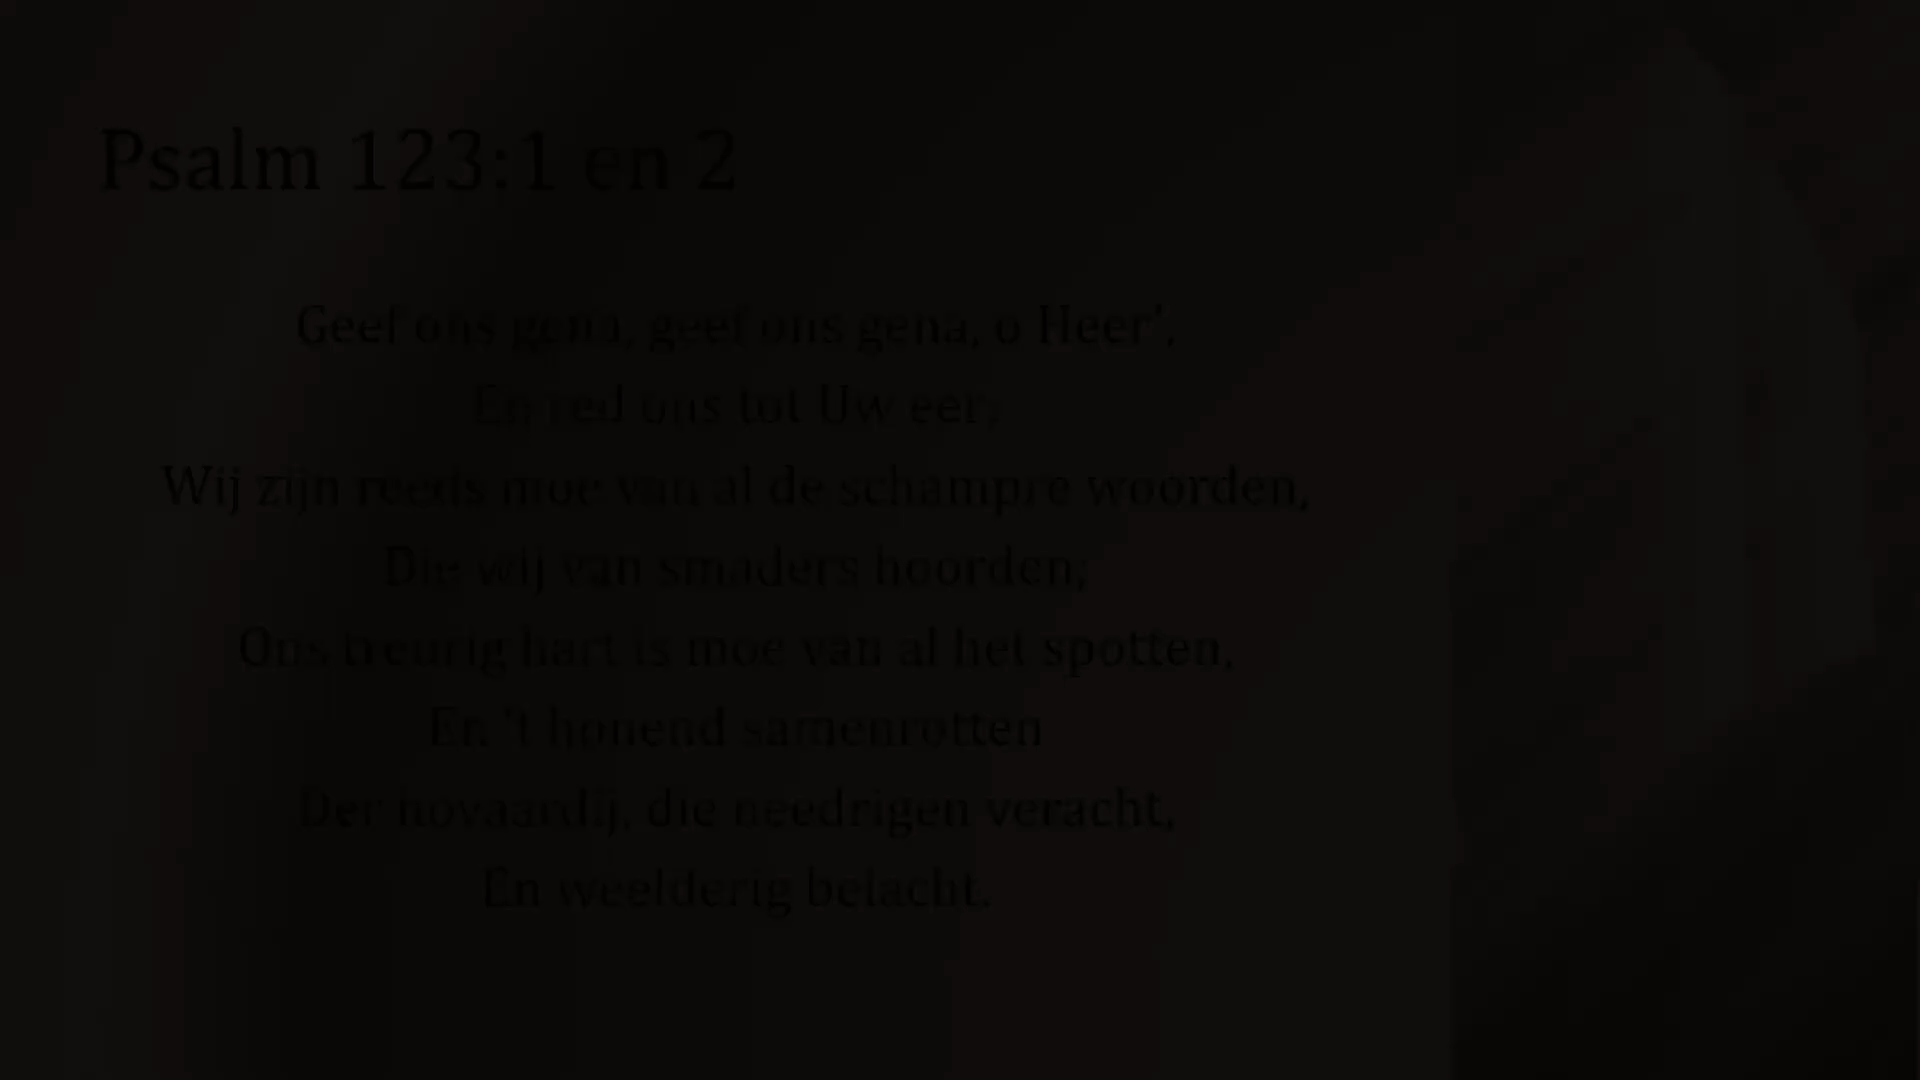 Psalm 123:1 en 2
Geef ons gena, geef ons gena, o Heer',
En red ons tot Uw eer;
Wij zijn reeds moe van al de schampre woorden,
Die wij van smaders hoorden;
Ons treurig hart is moe van al het spotten,
En 't honend samenrotten
Der hovaardij, die needrigen veracht,
En weelderig belacht.